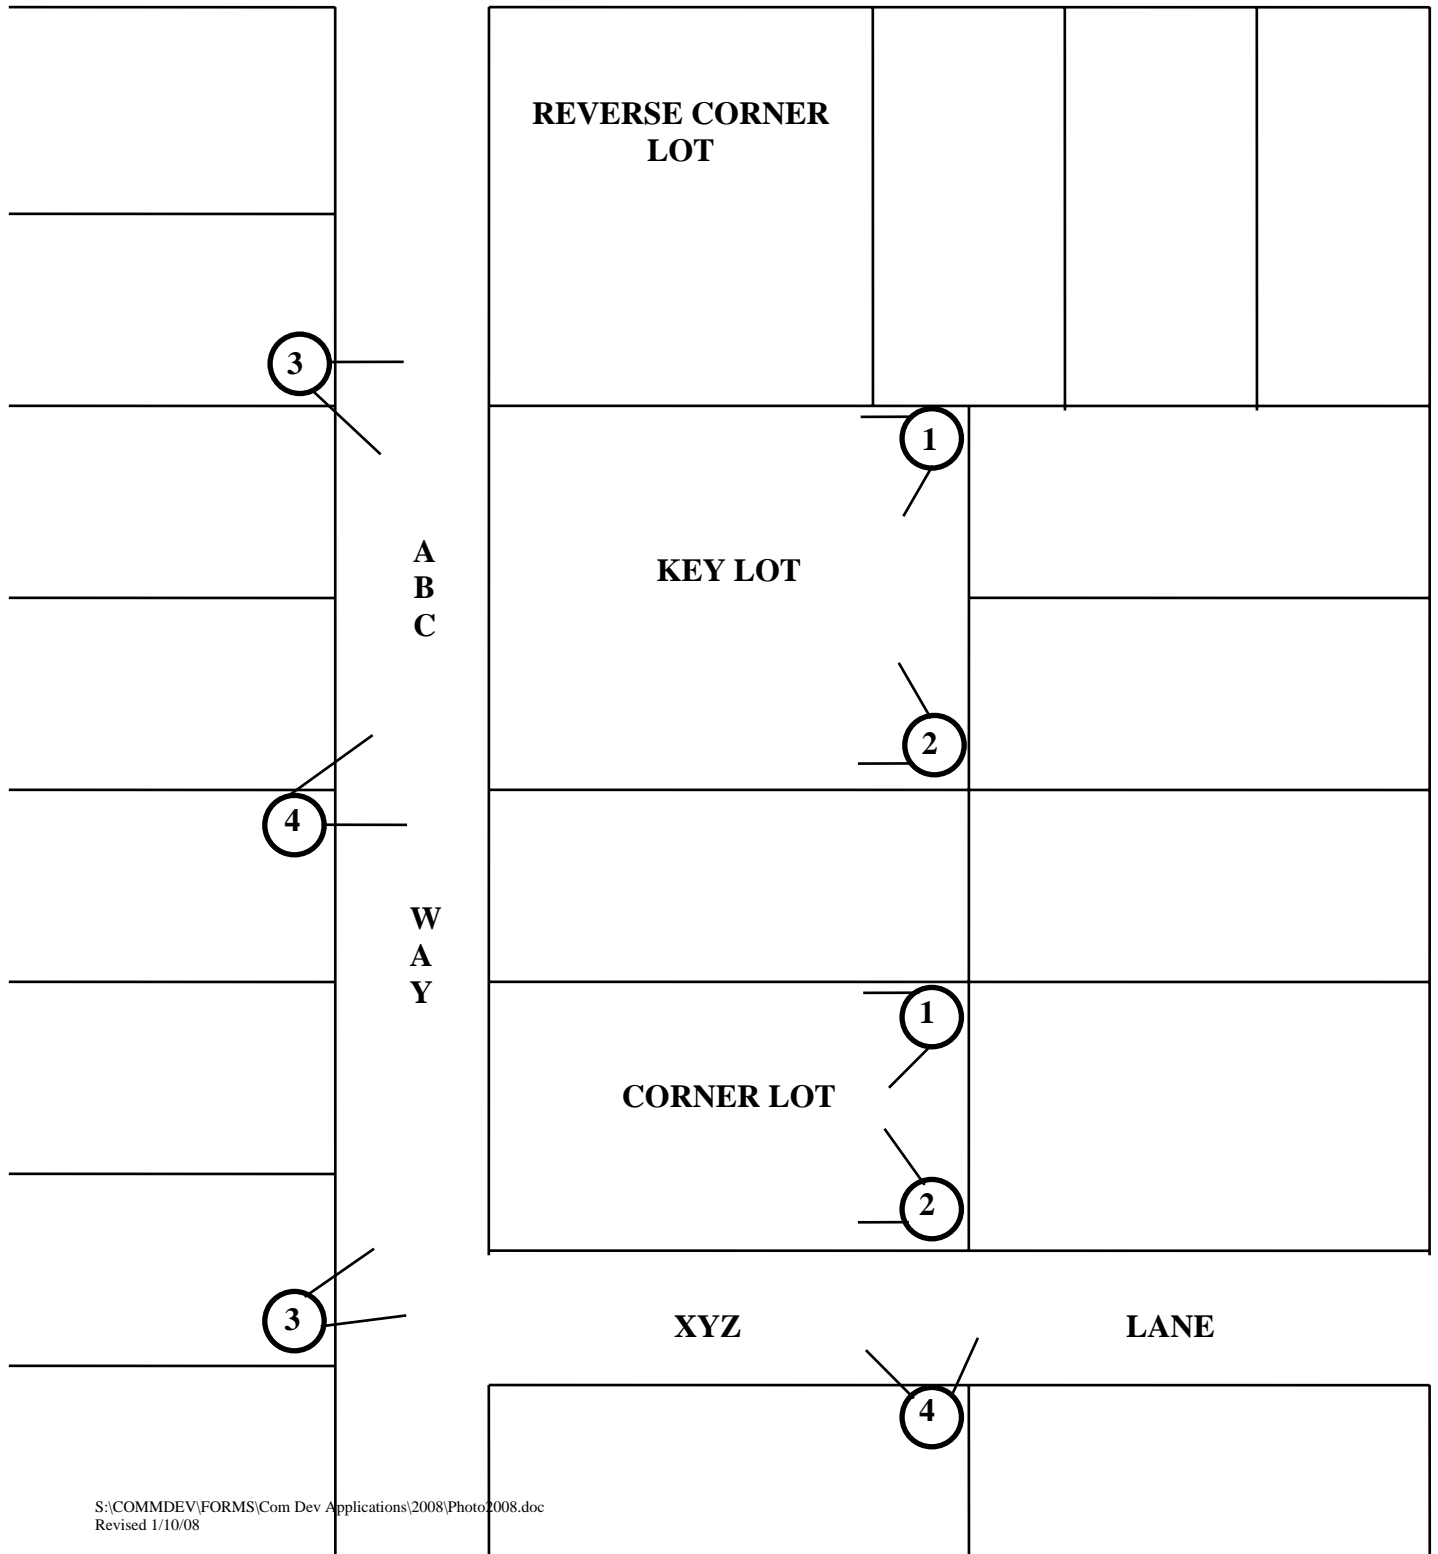 REVERSE CORNER
LOT
3
1
A
B
C
KEY LOT
2
4
W
A
Y
1
CORNER LOT
2
3
XYZ
LANE
4
S:\COMMDEV\FORMS\Com Dev Applications\2008\Photo2008.doc
Revised 1/10/08